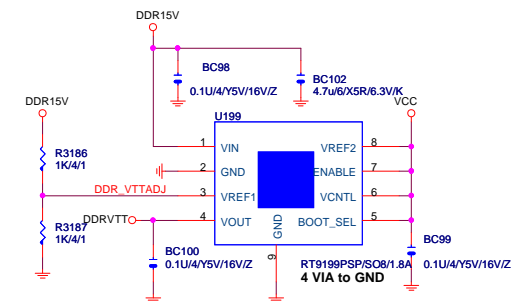 DDR15V
BC98
0.1U/4/Y5V/16V/Z
BC102
4.7u/6/X5R/6.3V/K
DDR15V
VCC
U199
R3186
1K/4/1
1 VIN VREF2 8
2 GND ENABLE 7
DDR_VTTADJ 3 VREF1 VCNTL 6
DDRVTT 4 VOUT BOOT_SEL 5
GND
9
R3187
1K/4/1
BC100
0.1U/4/Y5V/16V/Z
RT9199PSP/SO8/1.8A
4 VIA to GND
BC99
0.1U/4/Y5V/16V/Z